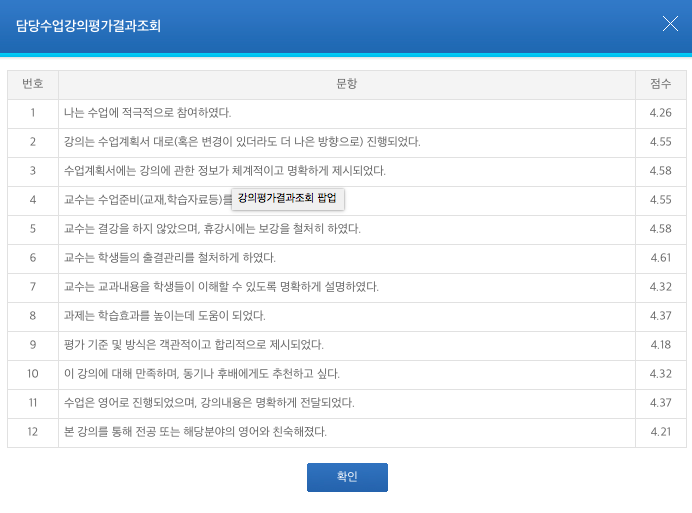 담당수업강의평가결과조회
번호 문항 점수
1 나는 수업에 적극적으로 참여하였다. 4.26
2 강의는 수업계획서 대로(혹은 변경이 있더라도 더 나은 방향으로) 진행되었다. 4.55
3 수업계획서에는 강의에 관한 정보가 체계적이고 명확하게 제시되었다. 4.58
4 교수는 수업준비(교재,학습자료등)를 4.55
강의평가결과조회 팝업
5 교수는 결강을 하지 않았으며, 휴강시에는 보강을 철처히 하였다. 4.58
6 교수는 학생들의 출결관리를 철처하게 하였다. 4.61
7 교수는 교과내용을 학생들이 이해할 수 있도록 명확하게 설명하였다. 4.32
8 과제는 학습효과를 높이는데 도움이 되었다. 4.37
9 평가 기준 및 방식은 객관적이고 합리적으로 제시되었다. 4.18
10 이 강의에 대해 만족하며, 동기나 후배에게도 추천하고 싶다. 4.32
11 수업은 영어로 진행되었으며, 강의내용은 명확하게 전달되었다. 4.37
12 본 강의를 통해 전공 또는 해당분야의 영어와 친숙해졌다. 4.21
확인